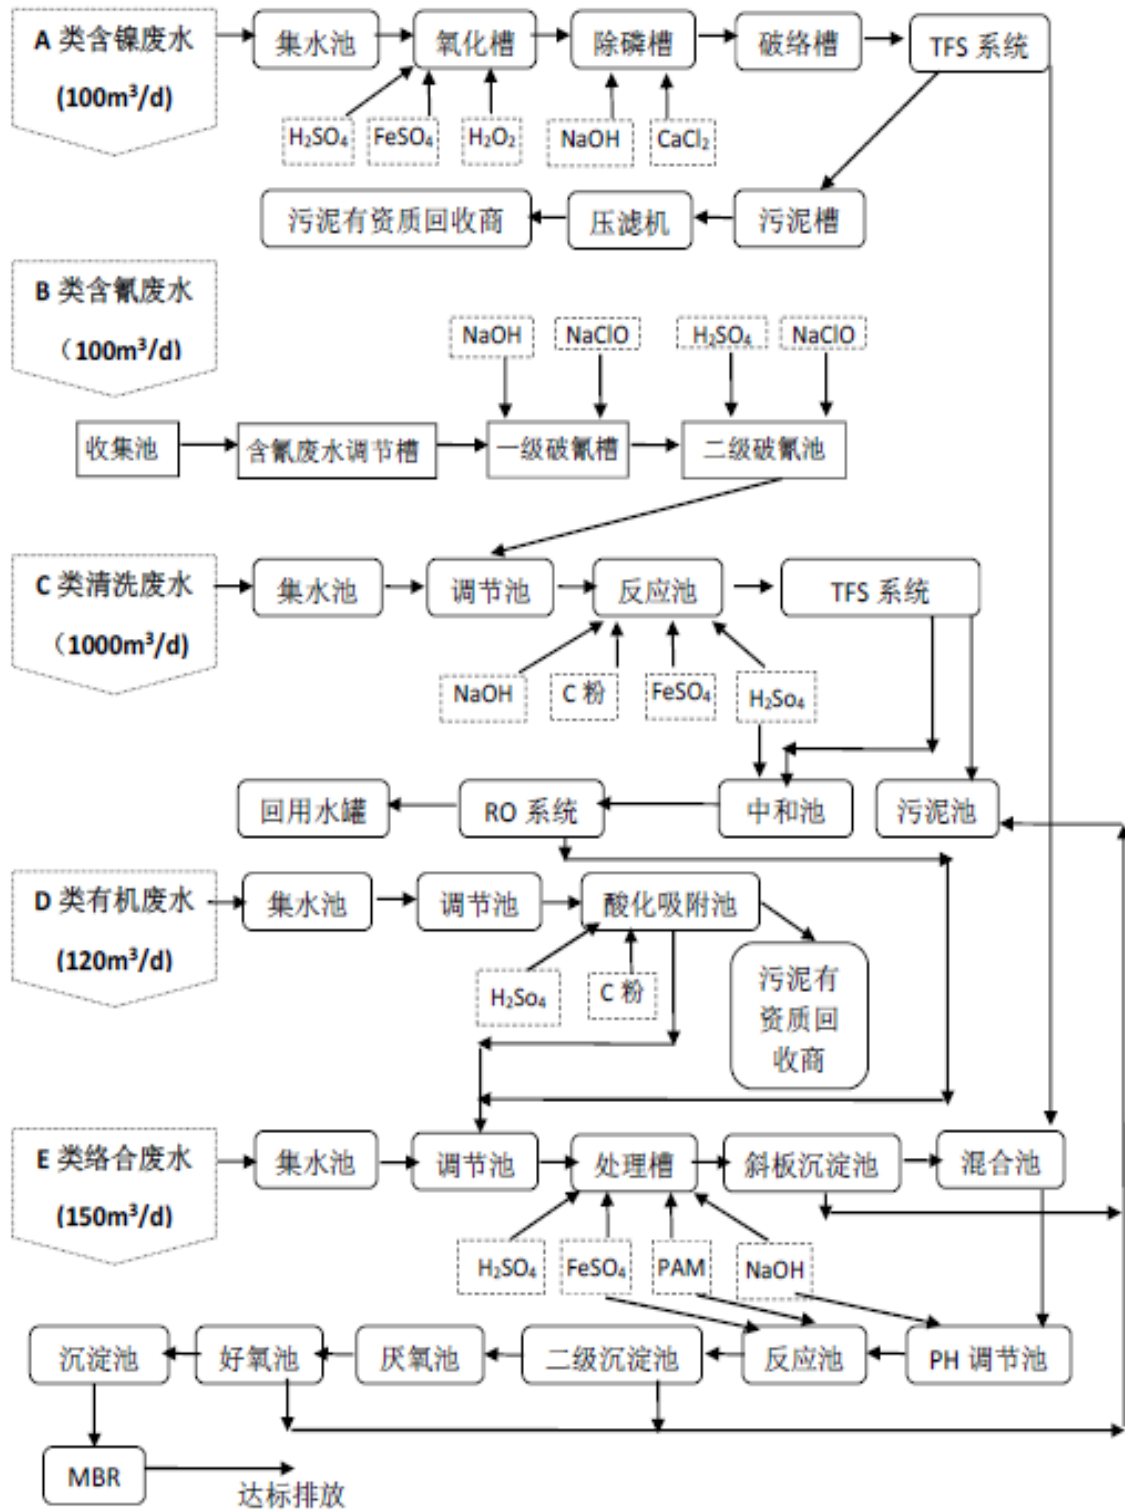 A 类含镍废水
(100m³/d)
集水池
氧化槽
除磷槽
破络槽
TFS 系统
H₂SO₄
FeSO₄
H₂O₂
NaOH
CaCl₂
污泥有资质回收商
压滤机
污泥槽
B 类含氰废水
（100m³/d)
NaOH
NaClO
H₂SO₄
NaClO
收集池
含氰废水调节槽
一级破氰槽
二级破氰池
C 类清洗废水
（1000m³/d)
集水池
调节池
反应池
TFS 系统
NaOH
C 粉
FeSO₄
H₂So₄
回用水罐
RO 系统
中和池
污泥池
D 类有机废水
(120m³/d)
集水池
调节池
酸化吸附池
H₂So₄
C 粉
污泥有
资质回
收商
E 类络合废水
(150m³/d)
集水池
调节池
处理槽
斜板沉淀池
混合池
H₂SO₄
FeSO₄
PAM
NaOH
沉淀池
好氧池
厌氧池
二级沉淀池
反应池
PH 调节池
MBR
达标排放